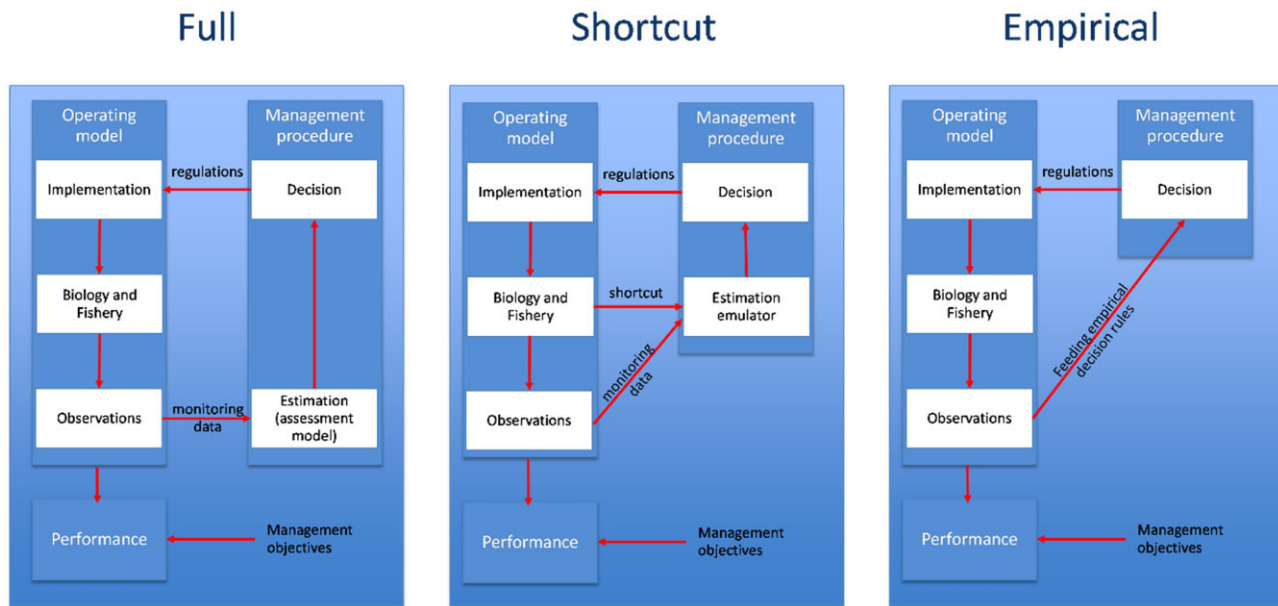 Full
Operating
model
Management
procedure
Implementation
regulations
Decision
Biology and
Fishery
Observations
monitoring
data
Estimation
(assessment
model)
Performance
Management
objectives
Shortcut
Operating
model
Management
procedure
Implementation
regulations
Decision
Biology and
Fishery
shortcut
Estimation
emulator
monitoring
data
Observations
Performance
Management
objectives
Empirical
Operating
model
Management
procedure
Implementation
regulations
Decision
Biology and
Fishery
Feeding empirical
decision rules
Observations
Performance
Management
objectives